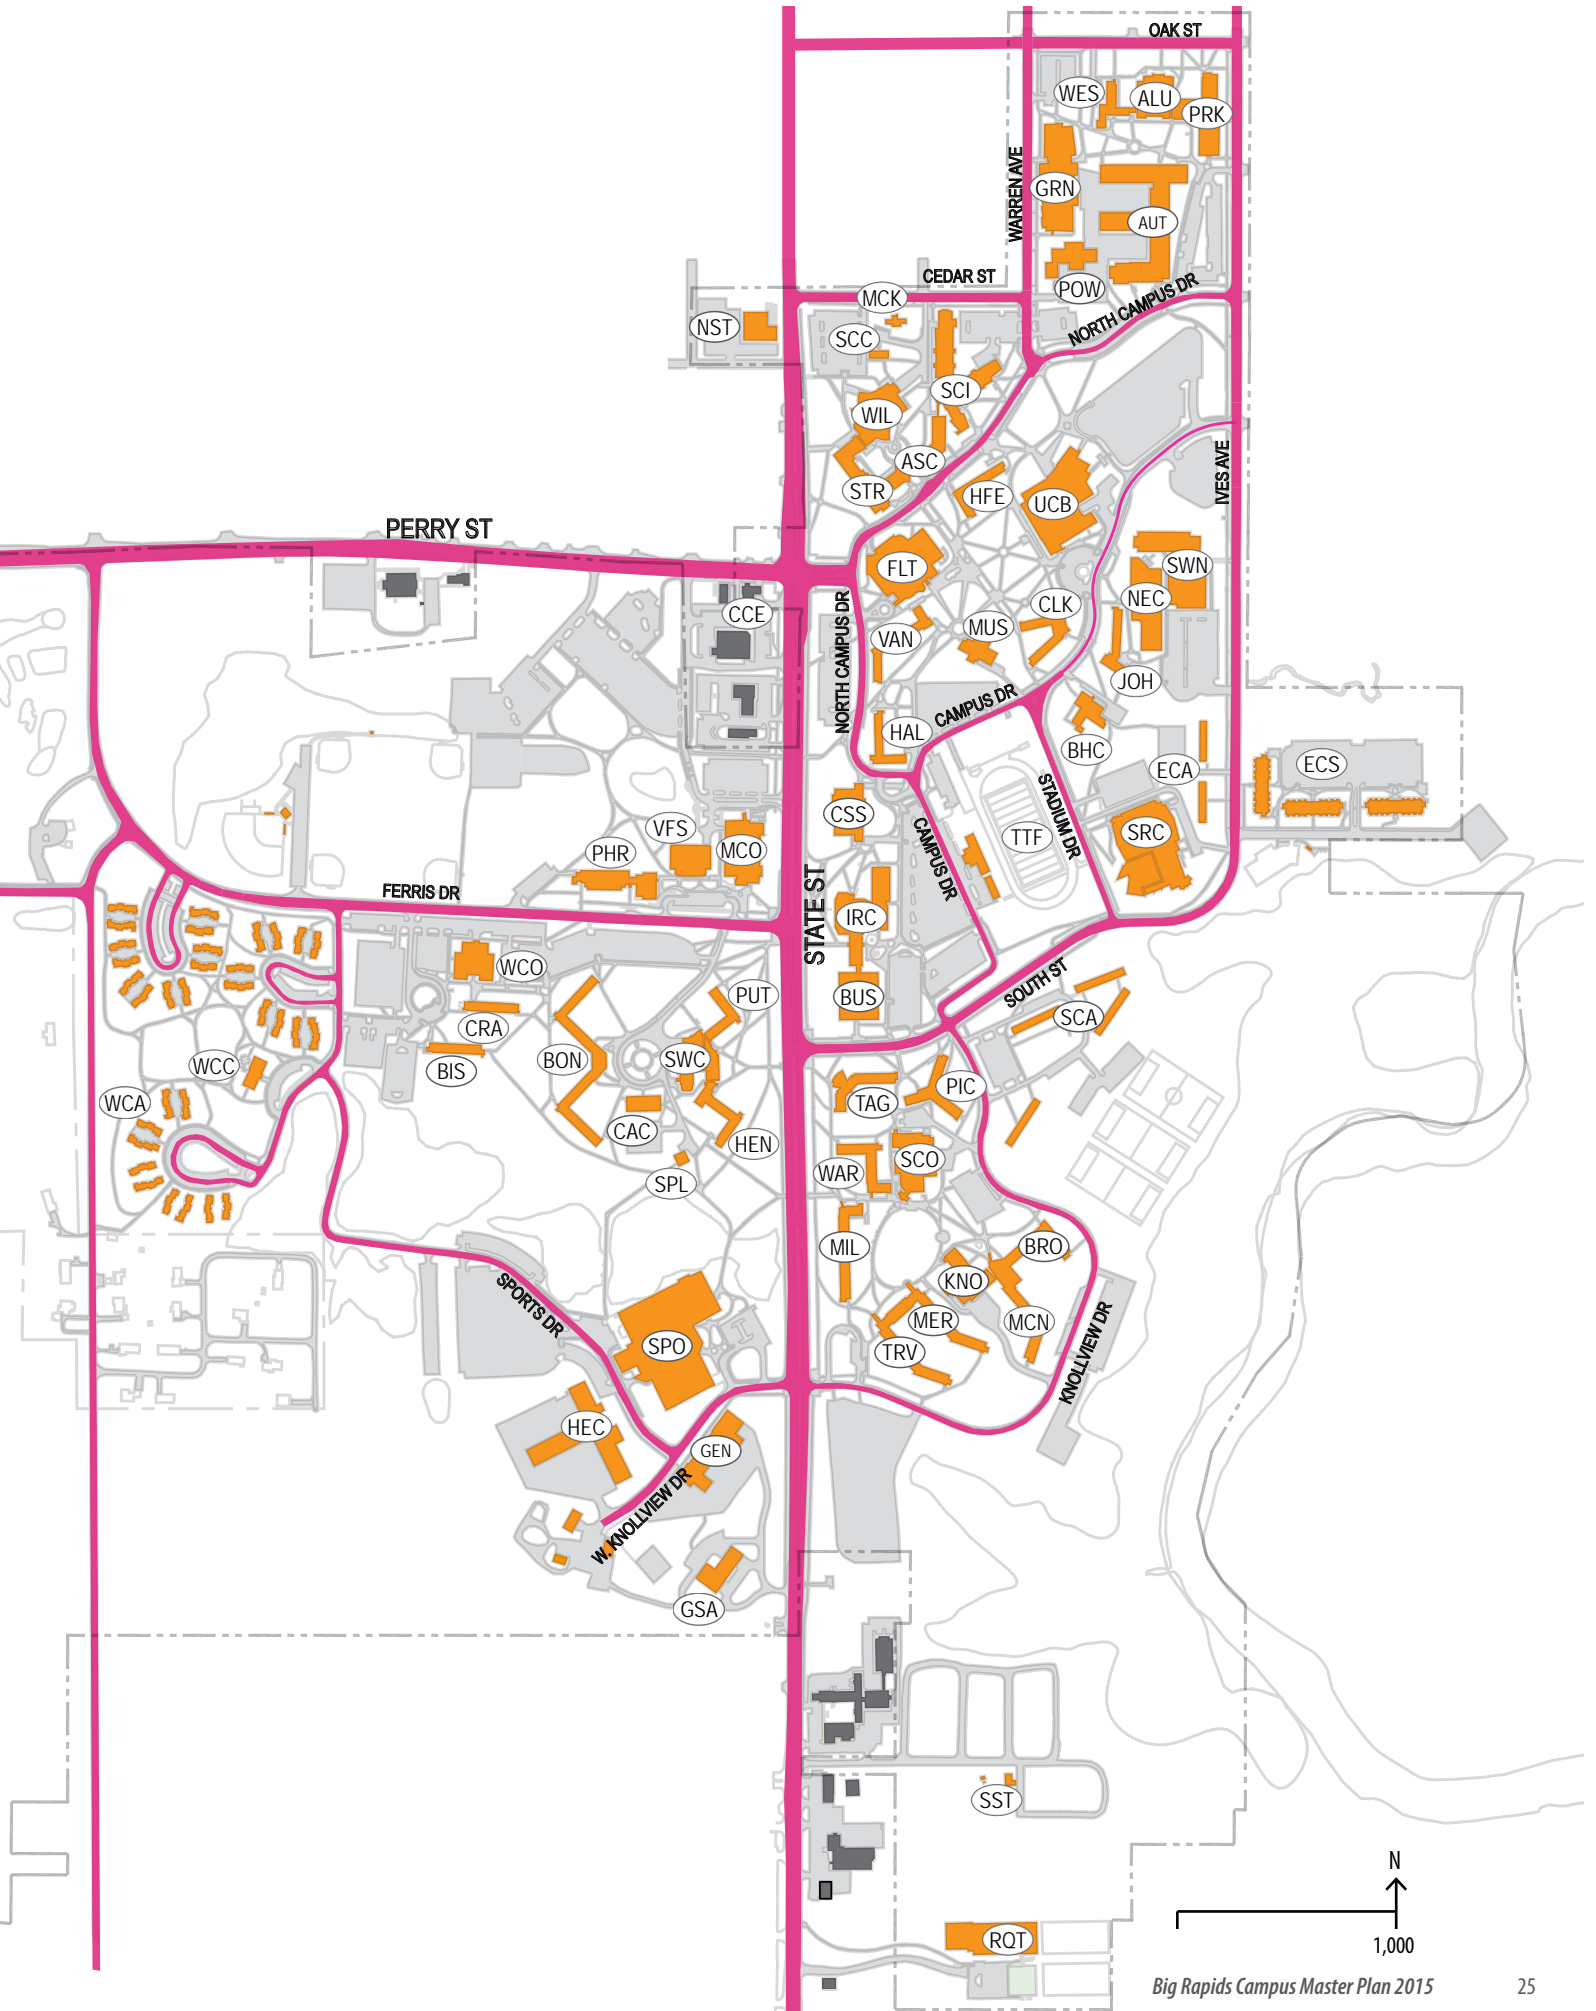 OAK ST
WES
ALU
PRK
WARREN AVE
GRN
AUT
CEDAR ST
POW
NORTH CAMPUS DR
MCK
NST
SCC
SCI
WIL
ASC
STR
HFE
UCB
IVES AVE
PERRY ST
FLT
SWN
NEC
CCE
CLK
NORTH CAMPUS DR
VAN
MUS
JOH
HAL
CAMPUS DR
BHC
ECA
ECS
CSS
VFS
MCO
PHR
CAMPUS DR
STADIUM DR
TTF
SRC
FERRIS DR
STATE ST
IRC
WCO
PUT
BUS
SOUTH ST
SCA
CRA
BIS
BON
SWC
WCC
WCA
CAC
HEN
SPL
TAG
PIC
WAR
SCO
MIL
BRO
KNO
MER
MCN
TRV
KNOLLVIEW DR
SPORTS DR
SPO
HEC
GEN
W. KNOLLVIEW DR
GSA
SST
RQT
N
1,000
Big Rapids Campus Master Plan 2015
25